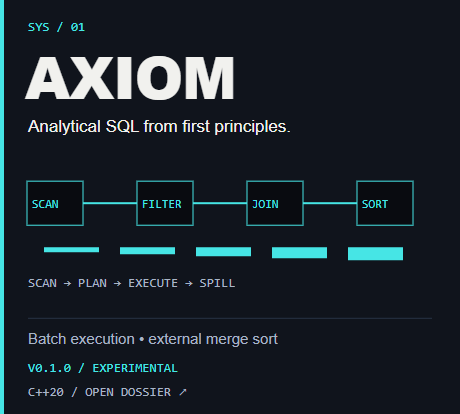 SYS / 01
AXIOM
Analytical SQL from first principles.
SCAN FILTER JOIN SORT
SCAN → PLAN → EXECUTE → SPILL
Batch execution • external merge sort
V0.1.0 / EXPERIMENTAL
C++20 / OPEN DOSSIER ↗